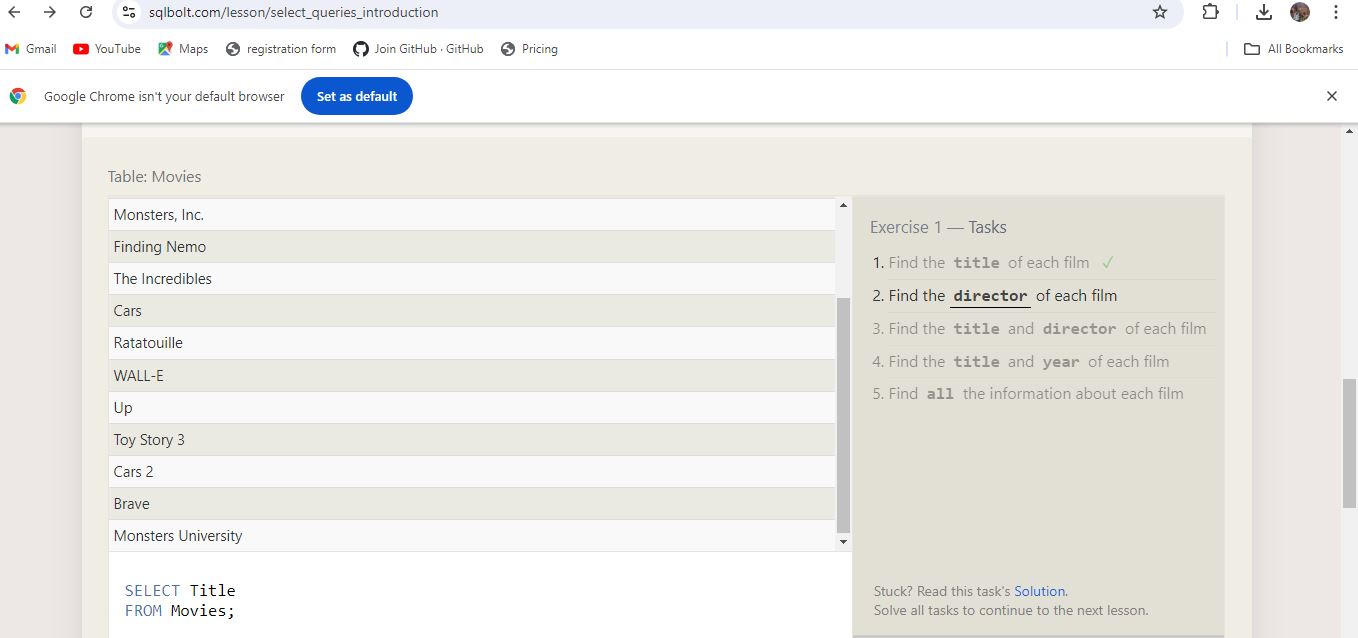 sqlbolt.com/lesson/select_queries_introduction
Gmail YouTube Maps registration form Join GitHub · GitHub Pricing All Bookmarks
Google Chrome isn't your default browser Set as default
Table: Movies
Monsters, Inc.
Finding Nemo
The Incredibles
Cars
Ratatouille
WALL-E
Up
Toy Story 3
Cars 2
Brave
Monsters University
SELECT Title
FROM Movies;
Exercise 1 — Tasks
1. Find the title of each film ✓
2. Find the director of each film
3. Find the title and director of each film
4. Find the title and year of each film
5. Find all the information about each film
Stuck? Read this task's Solution.
Solve all tasks to continue to the next lesson.